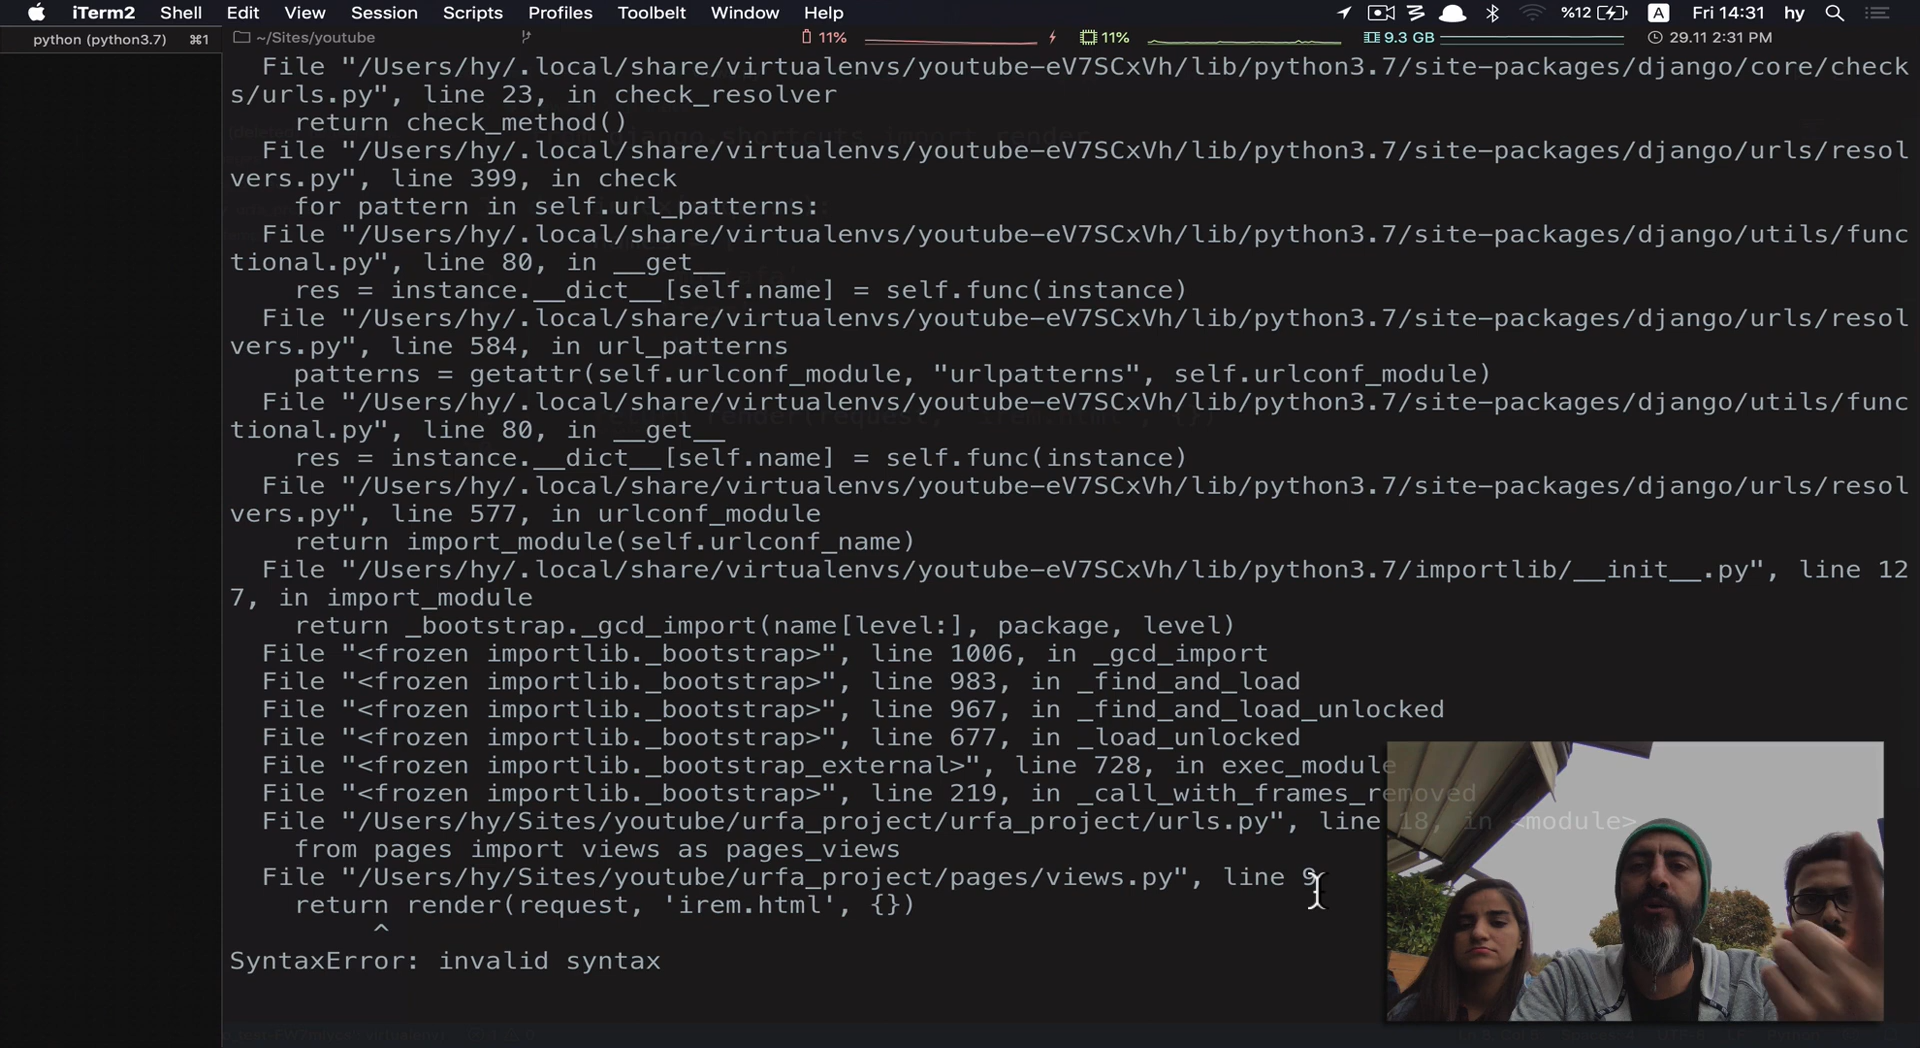 iTerm2 Shell Edit View Session Scripts Profiles Toolbelt Window Help %12 A Fri 14:31 hy
python (python3.7) ⌘1 ~/Sites/youtube 11% 11% 9.3 GB 29.11 2:31 PM
File "/Users/hy/.local/share/virtualenvs/youtube-eV7SCxVh/lib/python3.7/site-packages/django/core/check
s/urls.py", line 23, in check_resolver
return check_method()
File "/Users/hy/.local/share/virtualenvs/youtube-eV7SCxVh/lib/python3.7/site-packages/django/urls/resol
vers.py", line 399, in check
for pattern in self.url_patterns:
File "/Users/hy/.local/share/virtualenvs/youtube-eV7SCxVh/lib/python3.7/site-packages/django/utils/func
tional.py", line 80, in __get__
res = instance.__dict__[self.name] = self.func(instance)
File "/Users/hy/.local/share/virtualenvs/youtube-eV7SCxVh/lib/python3.7/site-packages/django/urls/resol
vers.py", line 584, in url_patterns
patterns = getattr(self.urlconf_module, "urlpatterns", self.urlconf_module)
File "/Users/hy/.local/share/virtualenvs/youtube-eV7SCxVh/lib/python3.7/site-packages/django/utils/func
tional.py", line 80, in __get__
res = instance.__dict__[self.name] = self.func(instance)
File "/Users/hy/.local/share/virtualenvs/youtube-eV7SCxVh/lib/python3.7/site-packages/django/urls/resol
vers.py", line 577, in urlconf_module
return import_module(self.urlconf_name)
File "/Users/hy/.local/share/virtualenvs/youtube-eV7SCxVh/lib/python3.7/importlib/__init__.py", line 12
7, in import_module
return _bootstrap._gcd_import(name[level:], package, level)
File "<frozen importlib._bootstrap>", line 1006, in _gcd_import
File "<frozen importlib._bootstrap>", line 983, in _find_and_load
File "<frozen importlib._bootstrap>", line 967, in _find_and_load_unlocked
File "<frozen importlib._bootstrap>", line 677, in _load_unlocked
File "<frozen importlib._bootstrap_external>", line 728, in exec_module
File "<frozen importlib._bootstrap>", line 219, in _call_with_frames_removed
File "/Users/hy/Sites/youtube/urfa_project/urfa_project/urls.py", line 18, in <module>
from pages import views as pages_views
File "/Users/hy/Sites/youtube/urfa_project/pages/views.py", line 9
return render(request, 'irem.html', {})
^
SyntaxError: invalid syntax